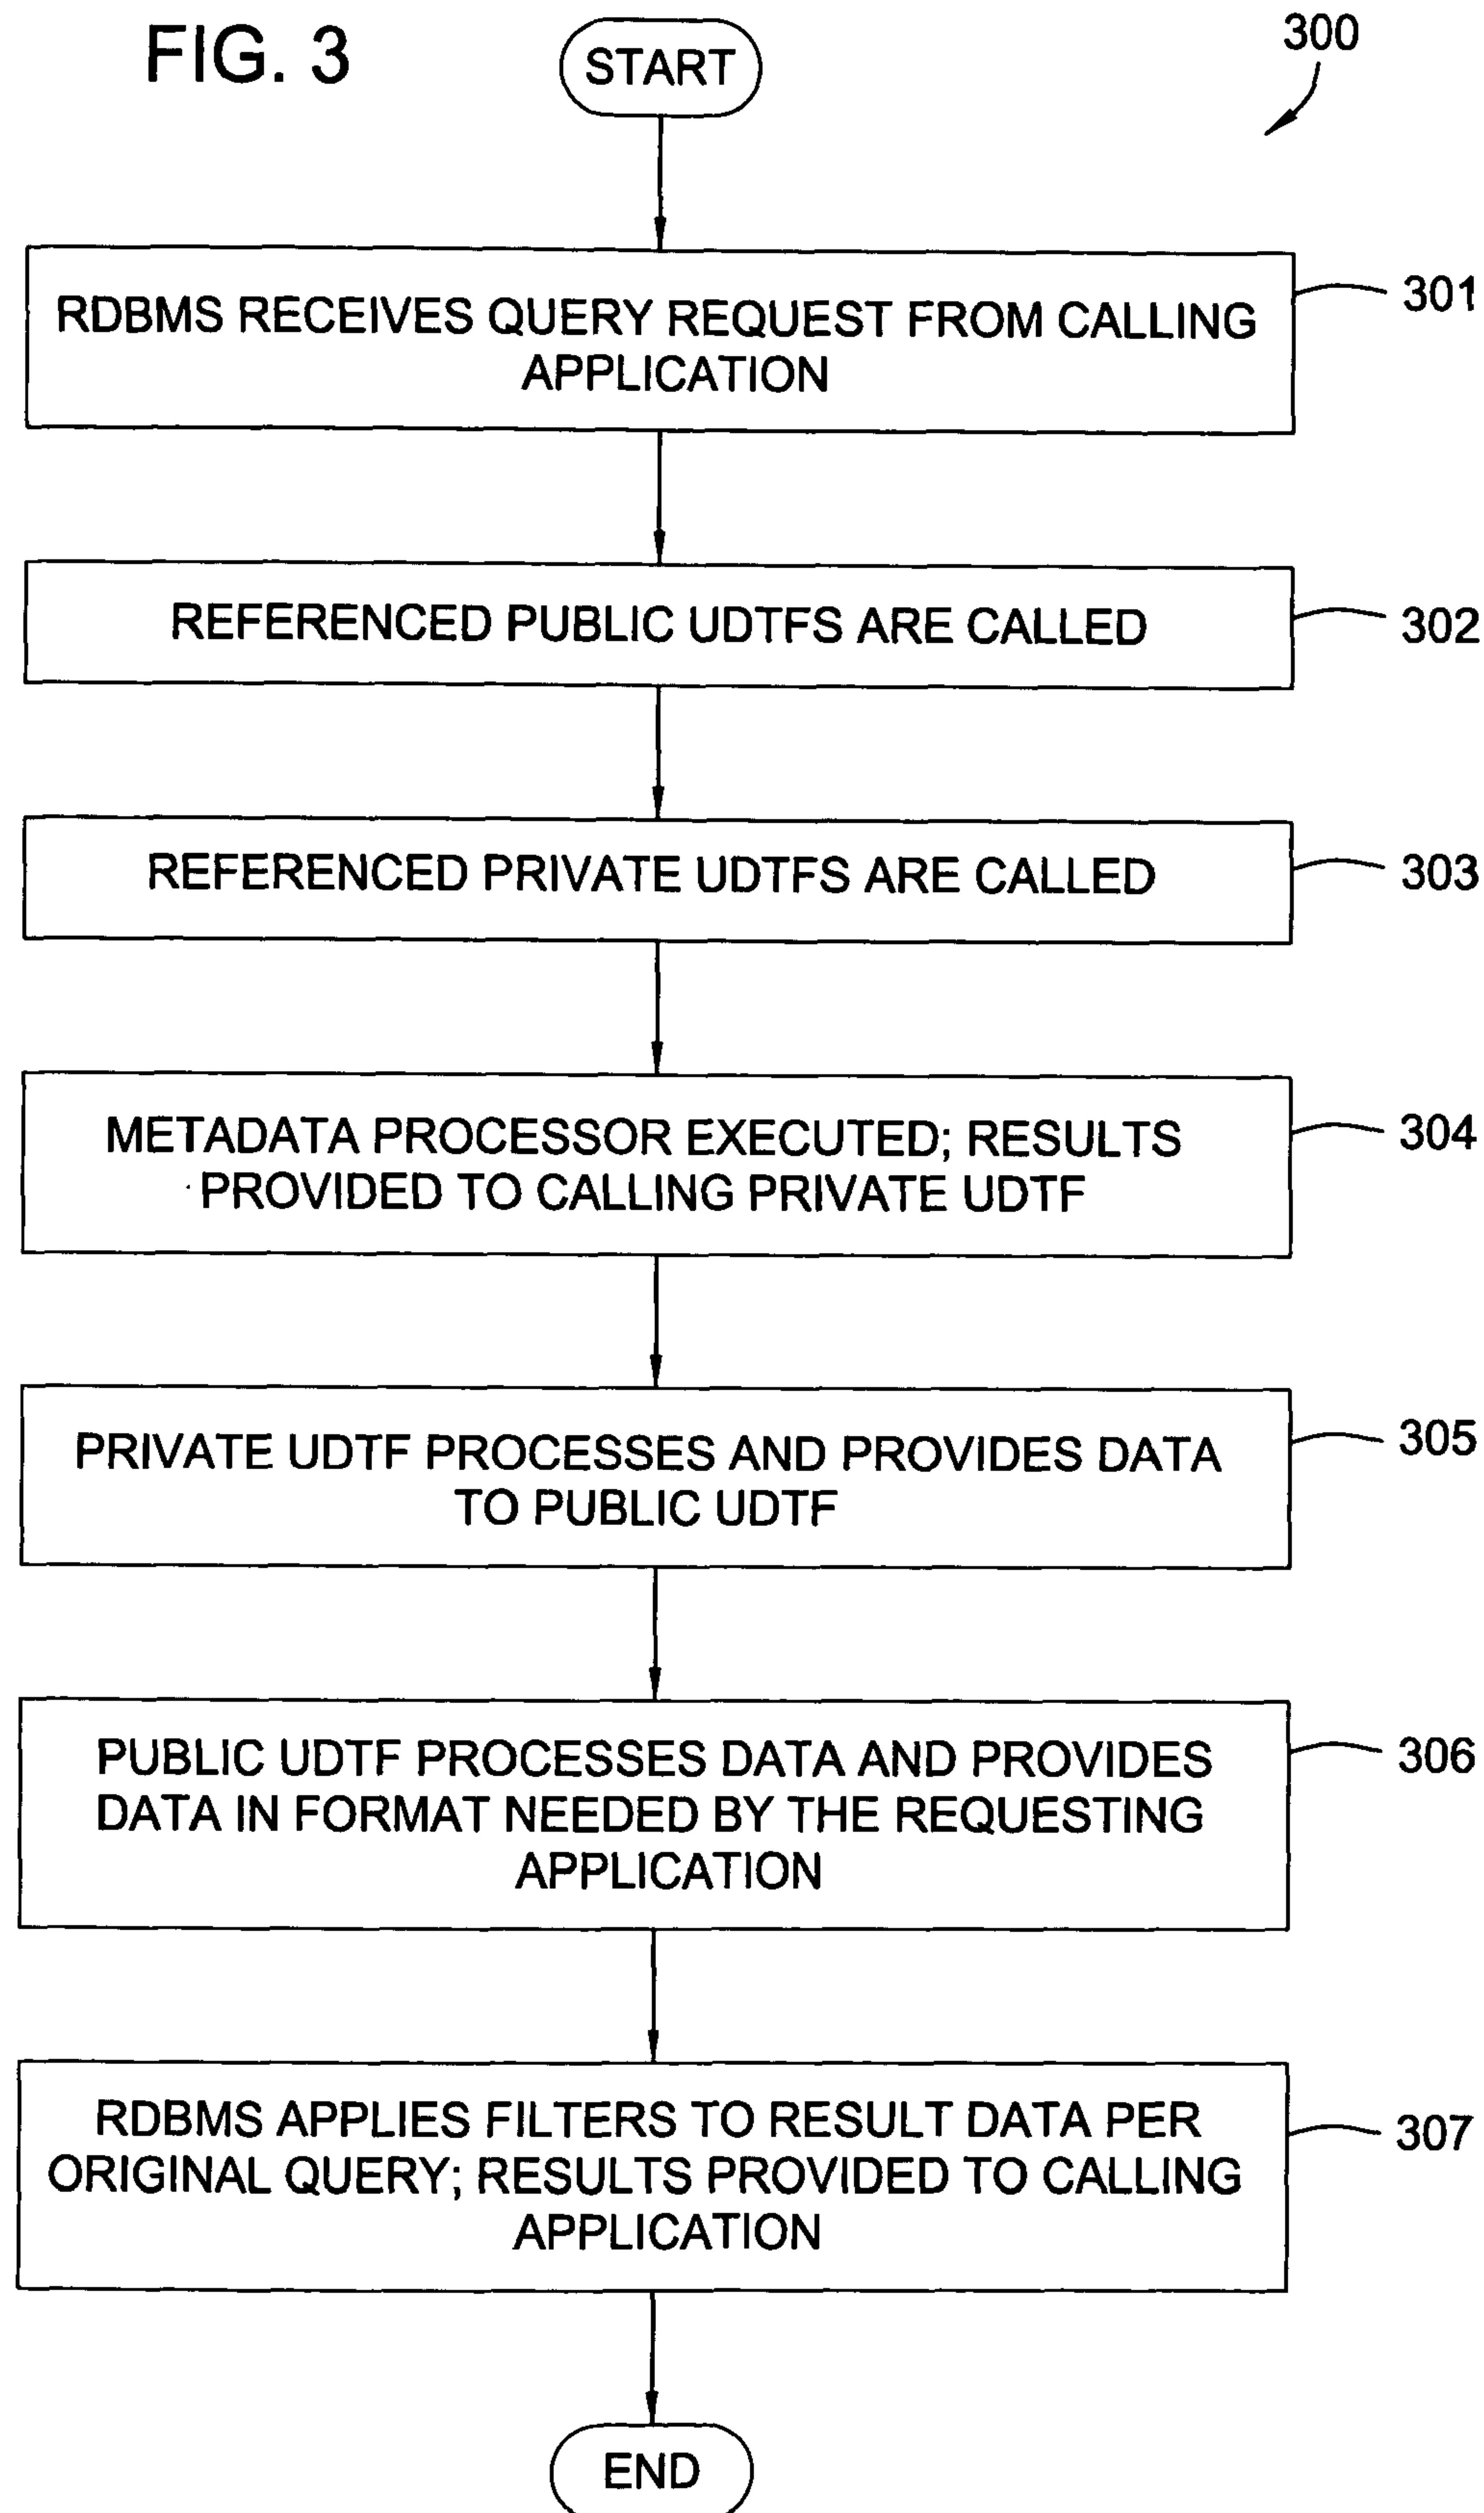 FIG. 3
START
300
RDBMS RECEIVES QUERY REQUEST FROM CALLING
APPLICATION
301
REFERENCED PUBLIC UDTFS ARE CALLED
302
REFERENCED PRIVATE UDTFS ARE CALLED
303
METADATA PROCESSOR EXECUTED; RESULTS
PROVIDED TO CALLING PRIVATE UDTF
304
PRIVATE UDTF PROCESSES AND PROVIDES DATA
TO PUBLIC UDTF
305
PUBLIC UDTF PROCESSES DATA AND PROVIDES
DATA IN FORMAT NEEDED BY THE REQUESTING
APPLICATION
306
RDBMS APPLIES FILTERS TO RESULT DATA PER
ORIGINAL QUERY; RESULTS PROVIDED TO CALLING
APPLICATION
307
END